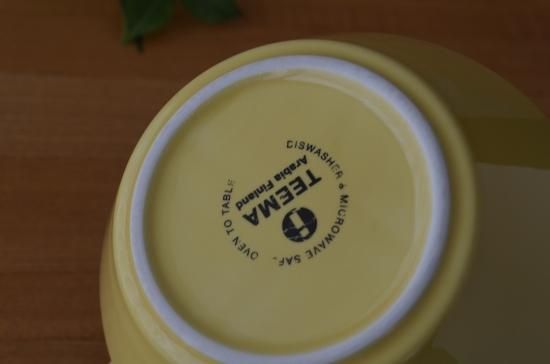 TEEMA
Arabia Finland
OVEN TO TABLE
DISWASHER & MICROWAVE SAF